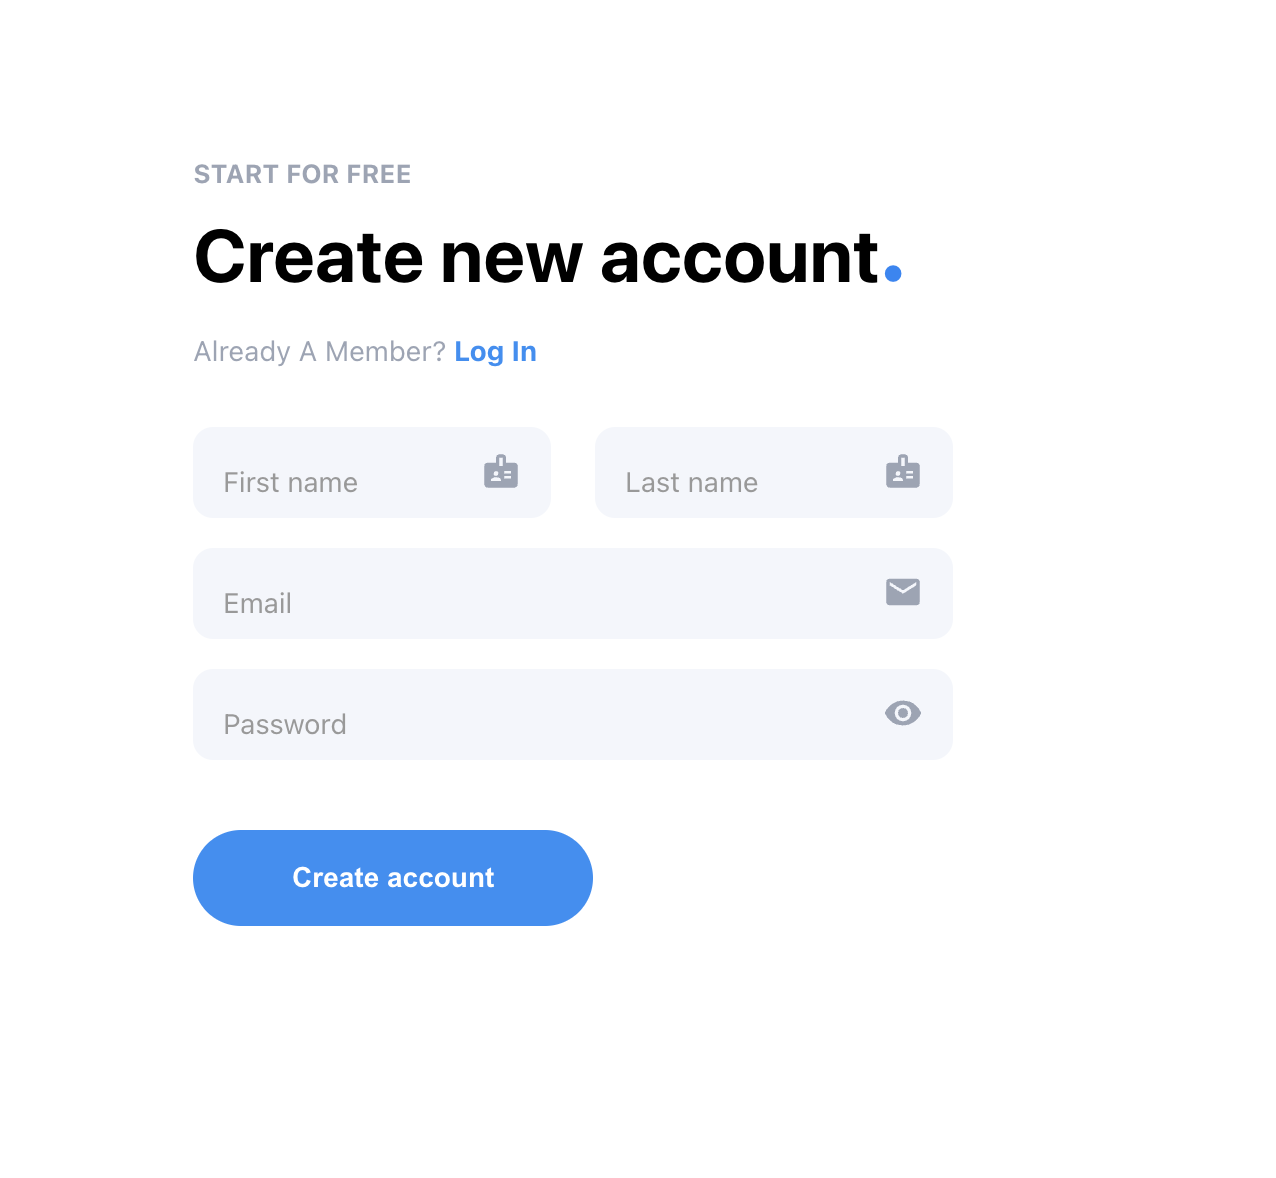 START FOR FREE
Create new account.
Already A Member? Log In
First name
Last name
Email
Password
Create account